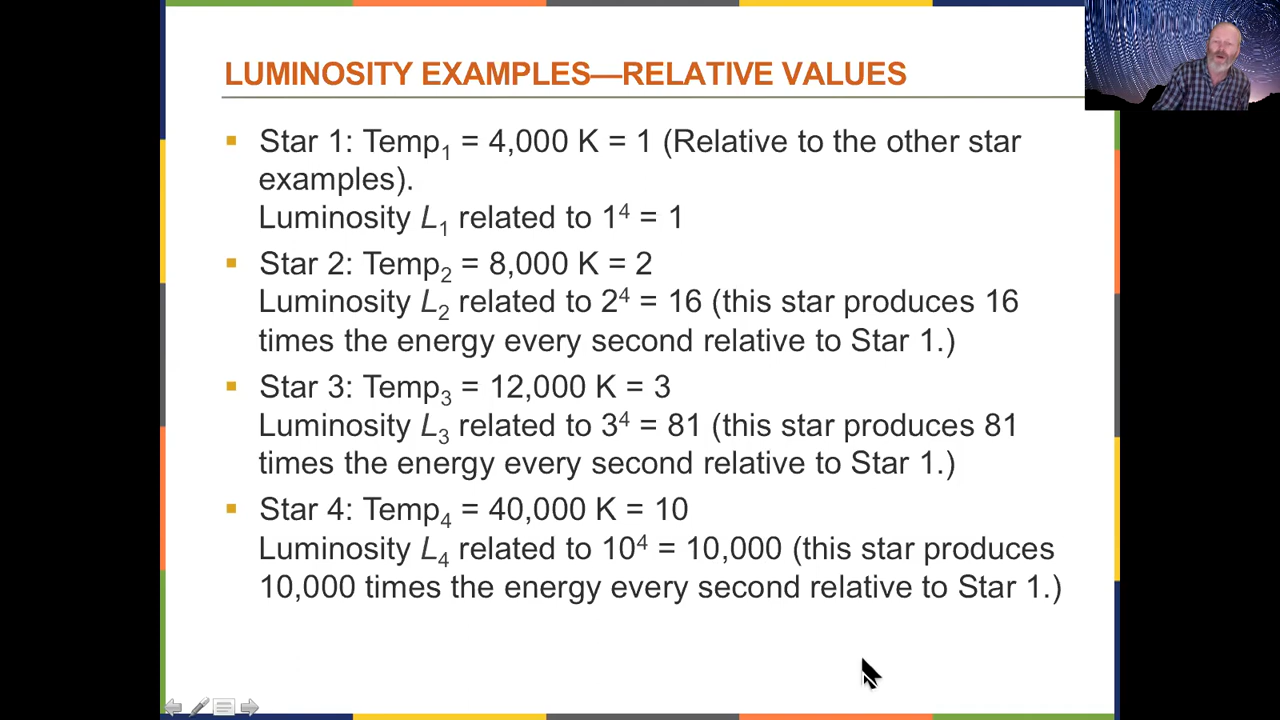 LUMINOSITY EXAMPLES—RELATIVE VALUES
▪ Star 1: Temp₁ = 4,000 K = 1 (Relative to the other star
examples).
Luminosity L₁ related to 1⁴ = 1
▪ Star 2: Temp₂ = 8,000 K = 2
Luminosity L₂ related to 2⁴ = 16 (this star produces 16
times the energy every second relative to Star 1.)
▪ Star 3: Temp₃ = 12,000 K = 3
Luminosity L₃ related to 3⁴ = 81 (this star produces 81
times the energy every second relative to Star 1.)
▪ Star 4: Temp₄ = 40,000 K = 10
Luminosity L₄ related to 10⁴ = 10,000 (this star produces
10,000 times the energy every second relative to Star 1.)